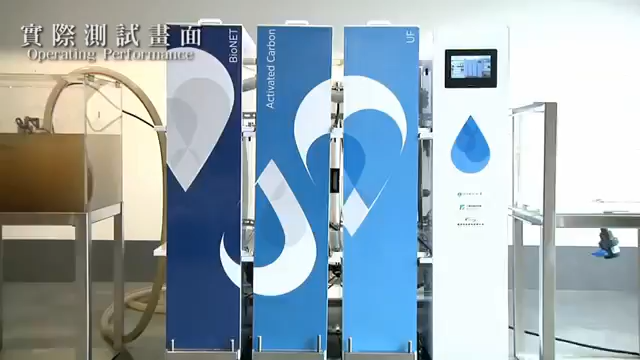 實際測試畫面
Operating Performance
BioNET
Activated Carbon
UF